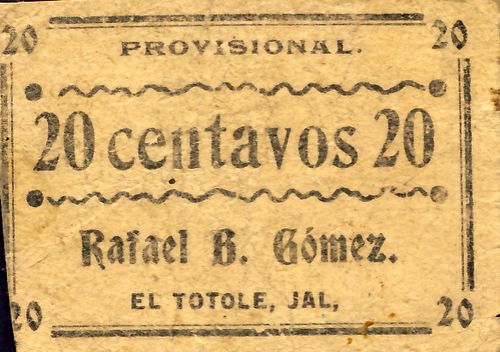 20 20
PROVISIONAL.
20 centavos 20
Rafael B. Gómez.
EL TOTOLE, JAL,
20 20